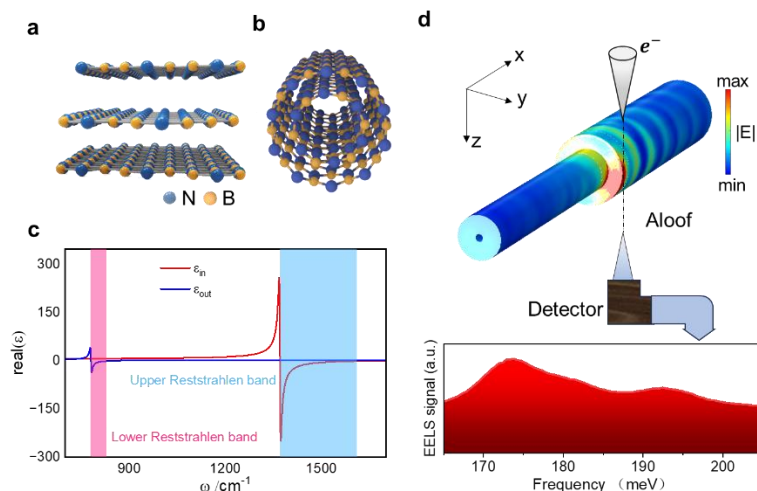 a
b
N B
c
300
150
0
−150
−300
real(ε)
ε_in
ε_out
Upper Reststrahlen band
Lower Reststrahlen band
900 1200 1500
ω /cm⁻¹
d
x
y
z
e⁻
max
|E|
min
Aloof
Detector
EELS signal (a.u.)
170 180 190 200
Frequency （meV）